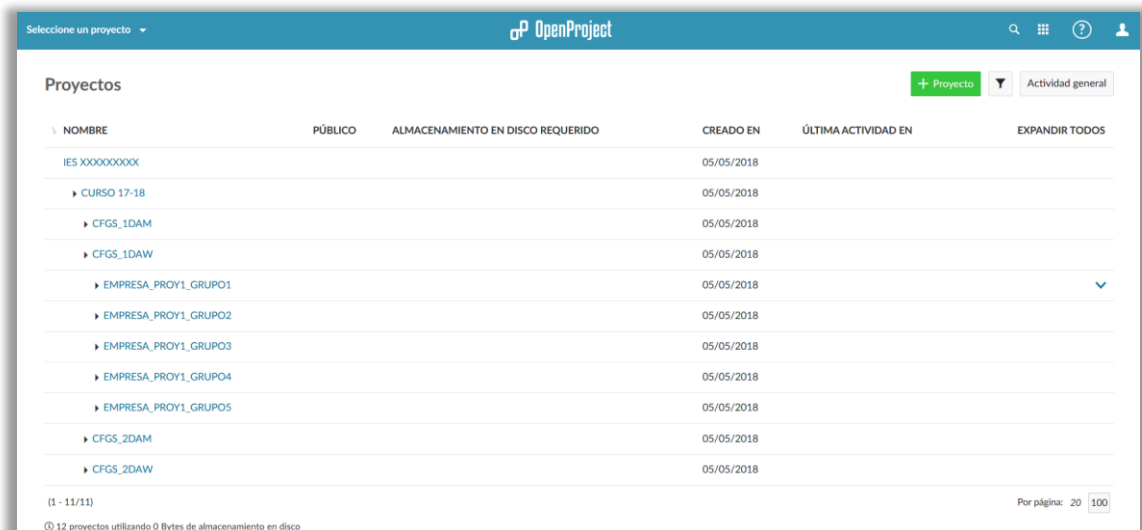 Seleccione un proyecto OpenProject ?
Proyectos + Proyecto Actividad general
NOMBRE PÚBLICO ALMACENAMIENTO EN DISCO REQUERIDO CREADO EN ÚLTIMA ACTIVIDAD EN EXPANDIR TODOS
IES XXXXXXXXX 05/05/2018
CURSO 17-18 05/05/2018
CFGS_1DAM 05/05/2018
CFGS_1DAW 05/05/2018
EMPRESA_PROY1_GRUPO1 05/05/2018
EMPRESA_PROY1_GRUPO2 05/05/2018
EMPRESA_PROY1_GRUPO3 05/05/2018
EMPRESA_PROY1_GRUPO4 05/05/2018
EMPRESA_PROY1_GRUPO5 05/05/2018
CFGS_2DAM 05/05/2018
CFGS_2DAW 05/05/2018
(1 - 11/11) Por página: 20 100
12 proyectos utilizando 0 Bytes de almacenamiento en disco